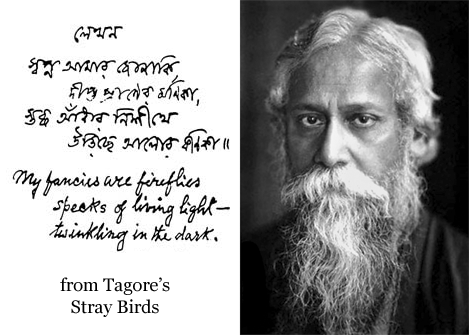 লেখন
স্বপ্ন আমার জোনাকি
দীপ্ত প্রাণের মণিকা,
স্তব্ধ আঁধার নিশীথে
উড়িছে আলোর কণিকা॥
My fancies are fireflies
specks of living light—
twinkling in the dark.
from Tagore's
Stray Birds